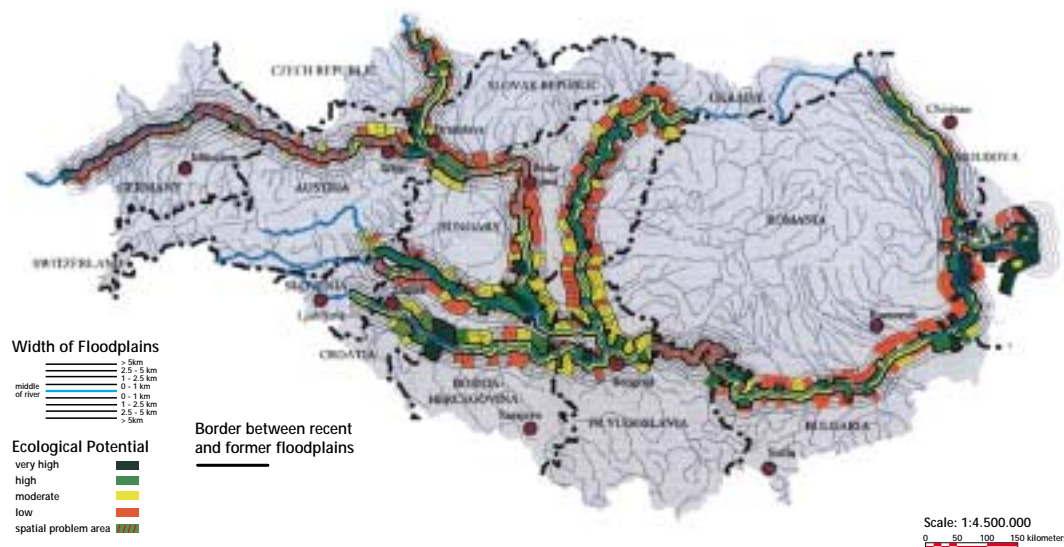 CZECH REPUBLIC
SLOVAK REPUBLIC
UKRAINE
Chisinau
MOLDOVA
GERMANY
AUSTRIA
HUNGARY
ROMANIA
SWITZERLAND
SLOVENIA
Ljubljana
CROATIA
BOSNIA-
HERCEGOVINA
Sarajevo
FR YUGOSLAVIA
Beograd
BULGARIA
Sofia
Width of Floodplains
> 5km
2.5 - 5 km
1 - 2.5 km
middle of river
0 - 1 km
0 - 1 km
1 - 2.5 km
2.5 - 5 km
> 5km
Ecological Potential
very high
high
moderate
low
spatial problem area
Border between recent
and former floodplains
Scale: 1:4.500.000
0 50 100 150 kilometer